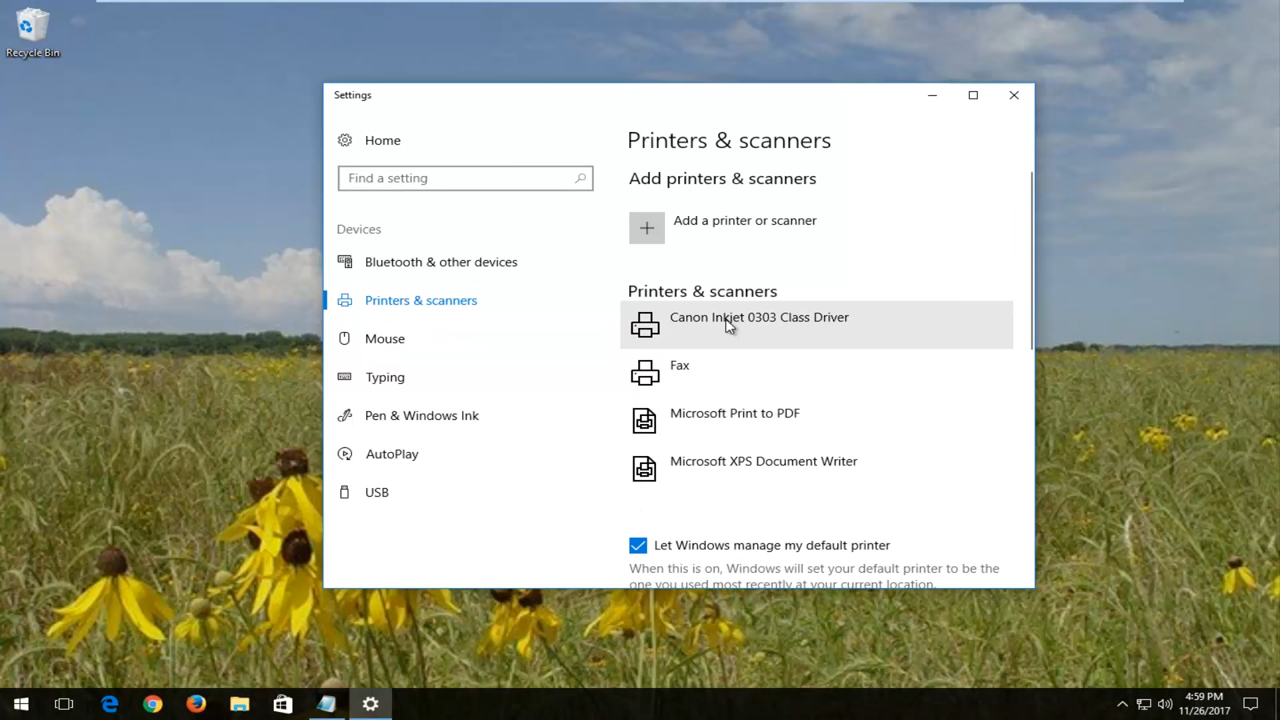 Recycle Bin
Settings
Home
Find a setting
Devices
Bluetooth & other devices
Printers & scanners
Mouse
Typing
Pen & Windows Ink
AutoPlay
USB
Printers & scanners
Add printers & scanners
Add a printer or scanner
Printers & scanners
Canon Inkjet 0303 Class Driver
Fax
Microsoft Print to PDF
Microsoft XPS Document Writer
Let Windows manage my default printer
When this is on, Windows will set your default printer to be the
one you used most recently at your current location.
4:59 PM
11/26/2017